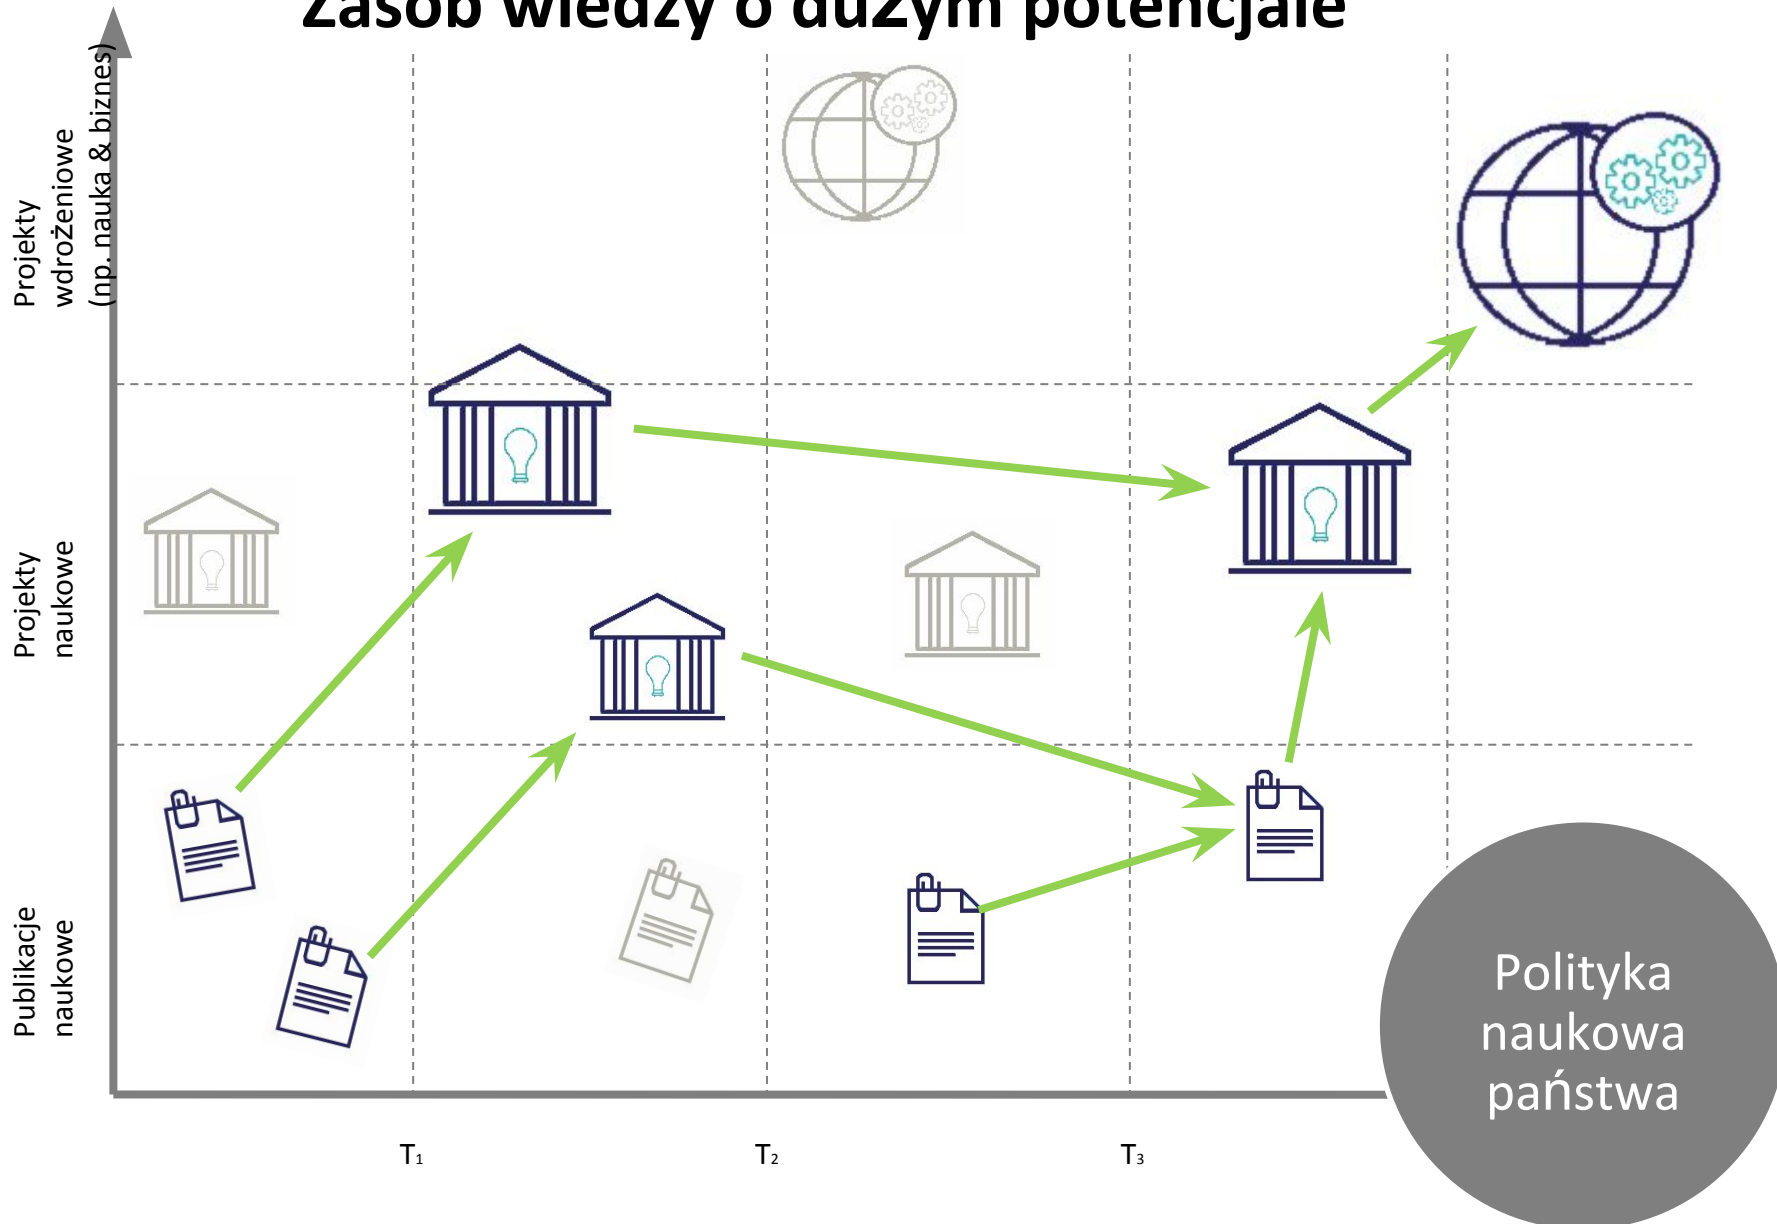 Zasób wiedzy o dużym potencjale
Projekty
wdrożeniowe
(np. nauka & biznes)
Projekty
naukowe
Publikacje
naukowe
T₁
T₂
T₃
Polityka
naukowa
państwa